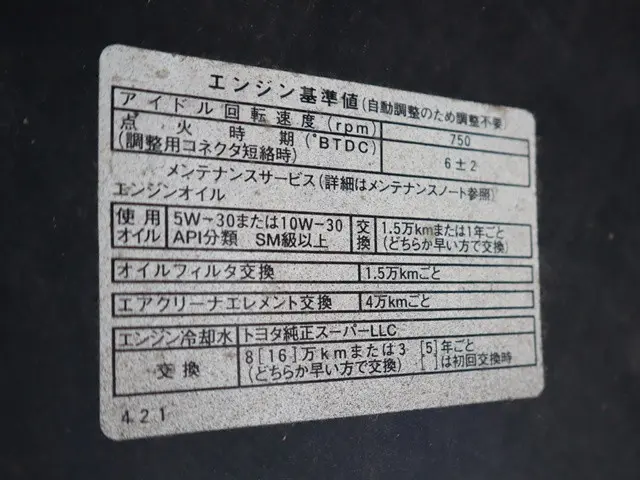 エンジン基準値(自動調整のため調整不要)
アイドル回転速度(rpm) 750
点火時期(°BTDC) 6±2
(調整用コネクタ短絡時)
メンテナンスサービス(詳細はメンテナンスノート参照)
エンジンオイル
使用 5W-30または10W-30 交 1.5万kmまたは1年ごと
オイル API分類 SM級以上 換 (どちらか早い方で交換)
オイルフィルタ交換 1.5万kmごと
エアクリーナエレメント交換 4万kmごと
エンジン冷却水 トヨタ純正スーパーLLC
交換 8[16]万kmまたは3[5]年ごと
(どちらか早い方で交換) [ ]は初回交換時
421